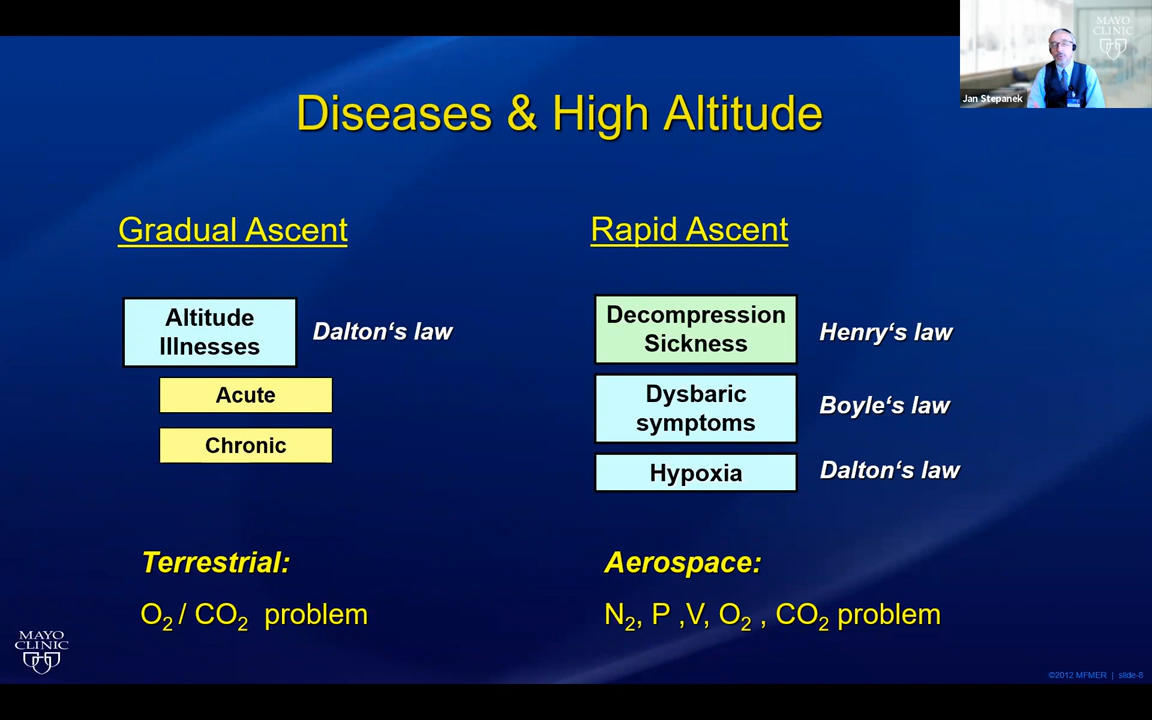 MAYO
CLINIC
Jan Stepanek
Diseases & High Altitude
Gradual Ascent
Altitude
Illnesses
Dalton‘s law
Acute
Chronic
Terrestrial:
O₂ / CO₂ problem
Rapid Ascent
Decompression
Sickness
Henry‘s law
Dysbaric
symptoms
Boyle‘s law
Hypoxia
Dalton‘s law
Aerospace:
N₂, P ,V, O₂ , CO₂ problem
MAYO
CLINIC
©2012 MFMER | slide-8